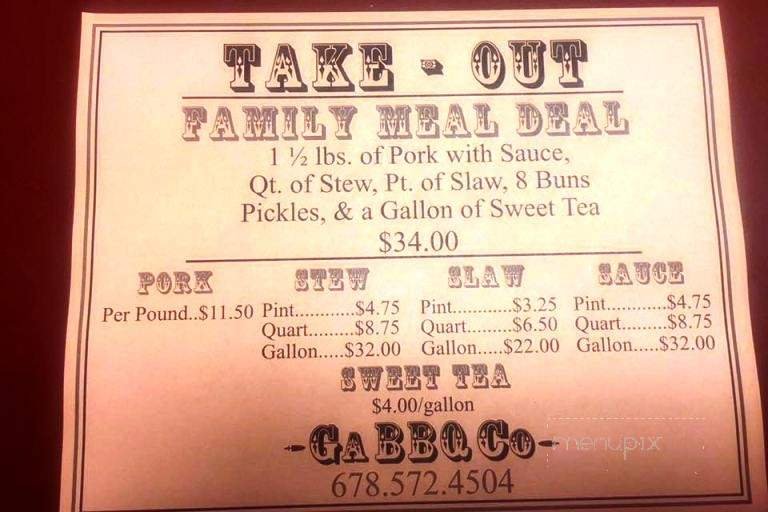 TAKE - OUT
FAMILY MEAL DEAL
1 ½ lbs. of Pork with Sauce,
Qt. of Stew, Pt. of Slaw, 8 Buns
Pickles, & a Gallon of Sweet Tea
$34.00
PORK STEW SLAW SAUCE
Per Pound..$11.50 Pint............$4.75 Pint............$3.25 Pint............$4.75
Quart.........$8.75 Quart.........$6.50 Quart.........$8.75
Gallon.....$32.00 Gallon.....$22.00 Gallon.....$32.00
SWEET TEA
$4.00/gallon
GA BBQ CO
menupix
678.572.4504